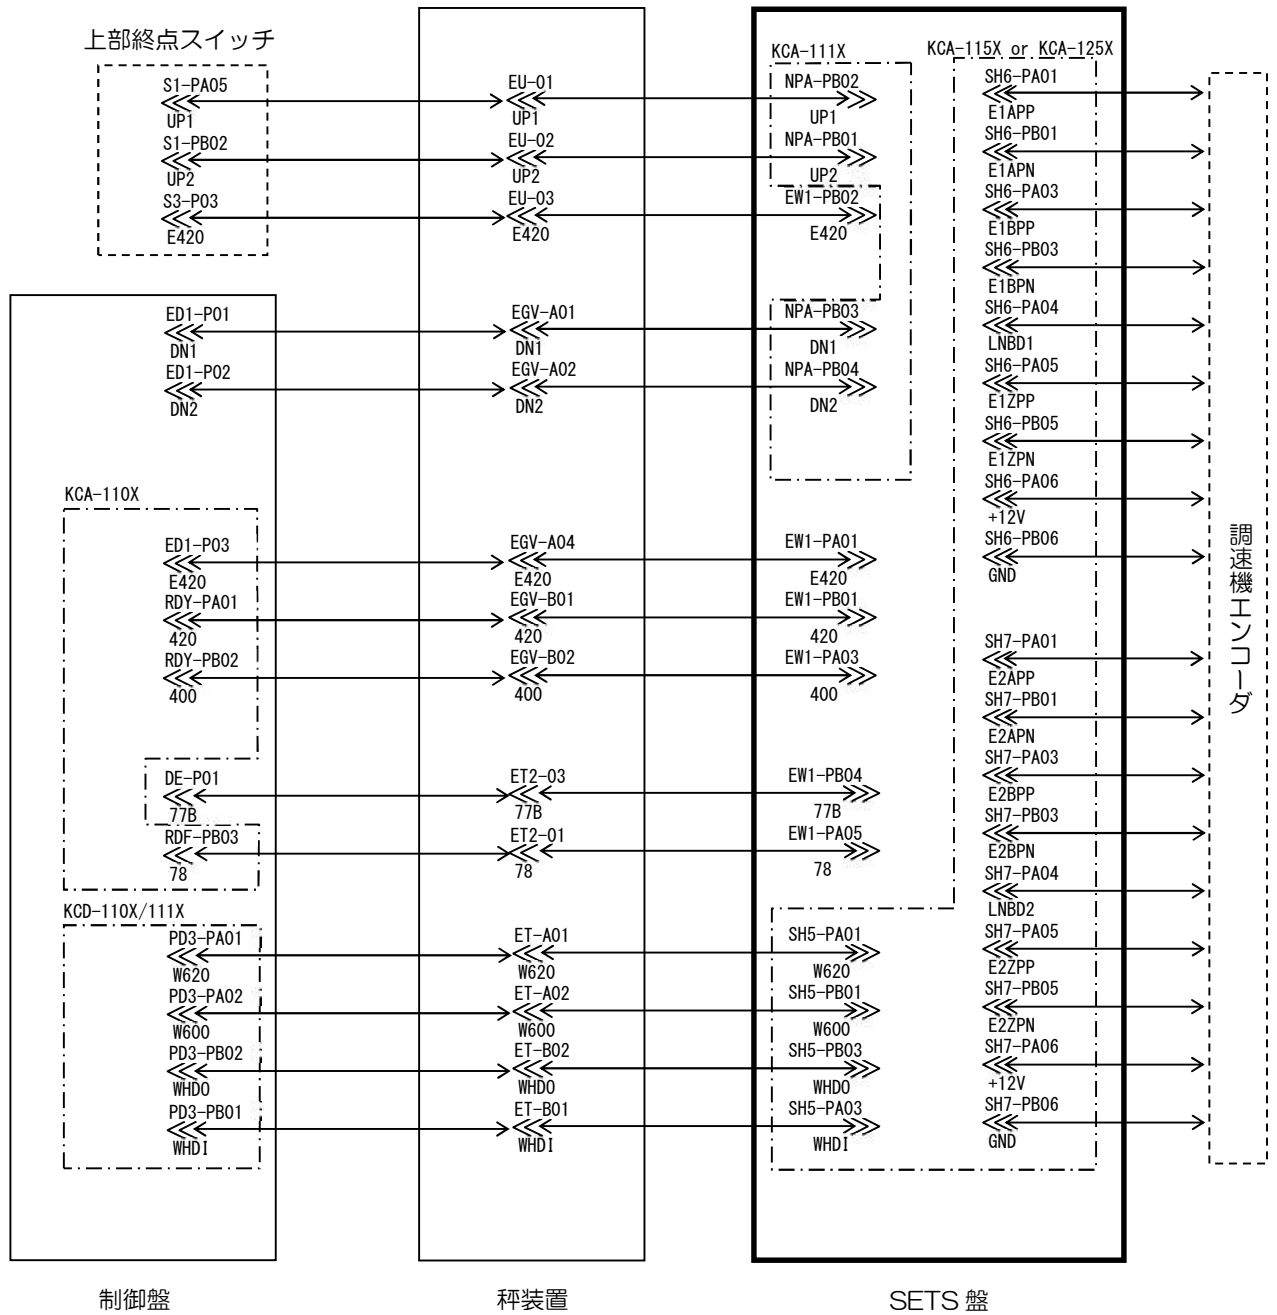 上部終点スイッチ
S1-PA05
UP1
S1-PB02
UP2
S3-P03
E420
ED1-P01
DN1
ED1-P02
DN2
KCA-110X
ED1-P03
E420
RDY-PA01
420
RDY-PB02
400
DE-P01
77B
RDF-PB03
78
KCD-110X/111X
PD3-PA01
W620
PD3-PA02
W600
PD3-PB02
WHDO
PD3-PB01
WHDI
制御盤
EU-01
UP1
EU-02
UP2
EU-03
E420
EGV-A01
DN1
EGV-A02
DN2
EGV-A04
E420
EGV-B01
420
EGV-B02
400
ET2-03
77B
ET2-01
78
ET-A01
W620
ET-A02
W600
ET-B02
WHDO
ET-B01
WHDI
秤装置
KCA-111X
NPA-PB02
UP1
NPA-PB01
UP2
EW1-PB02
E420
NPA-PB03
DN1
NPA-PB04
DN2
EW1-PA01
E420
EW1-PB01
420
EW1-PA03
400
EW1-PB04
77B
EW1-PA05
78
SH5-PA01
W620
SH5-PB01
W600
SH5-PB03
WHDO
SH5-PA03
WHDI
KCA-115X or KCA-125X
SH6-PA01
E1APP
SH6-PB01
E1APN
SH6-PA03
E1BPP
SH6-PB03
E1BPN
SH6-PA04
LNBD1
SH6-PA05
E1ZPP
SH6-PB05
E1ZPN
SH6-PA06
+12V
SH6-PB06
GND
SH7-PA01
E2APP
SH7-PB01
E2APN
SH7-PA03
E2BPP
SH7-PB03
E2BPN
SH7-PA04
LNBD2
SH7-PA05
E2ZPP
SH7-PB05
E2ZPN
SH7-PA06
+12V
SH7-PB06
GND
SETS 盤
調速機エンコーダ